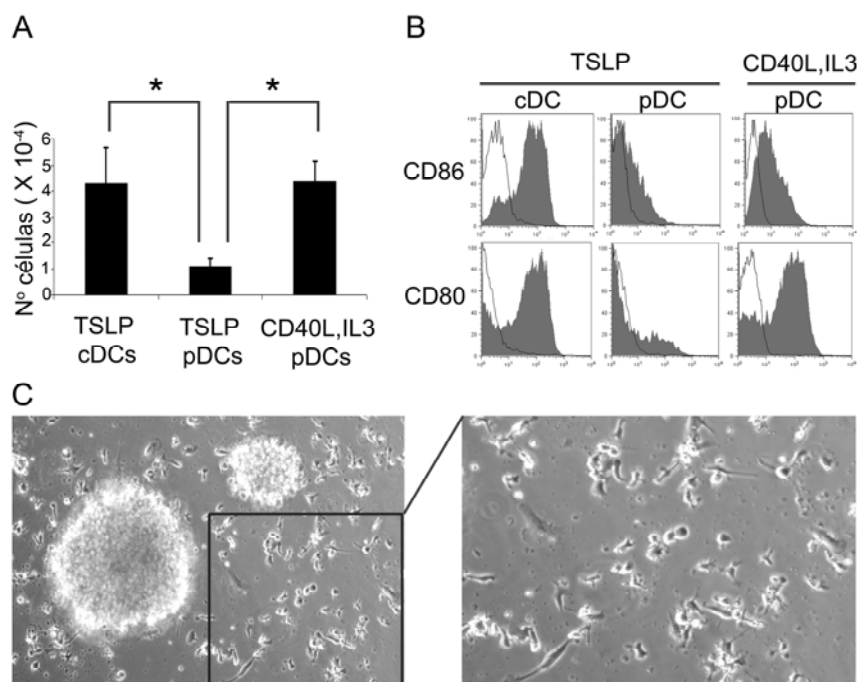 A
*
*
Nº células ( X 10⁻⁴)
6
5
4
3
2
1
0
TSLP
cDCs
TSLP
pDCs
CD40L,IL3
pDCs
B
TSLP
CD40L,IL3
cDC
pDC
pDC
CD86
CD80
C